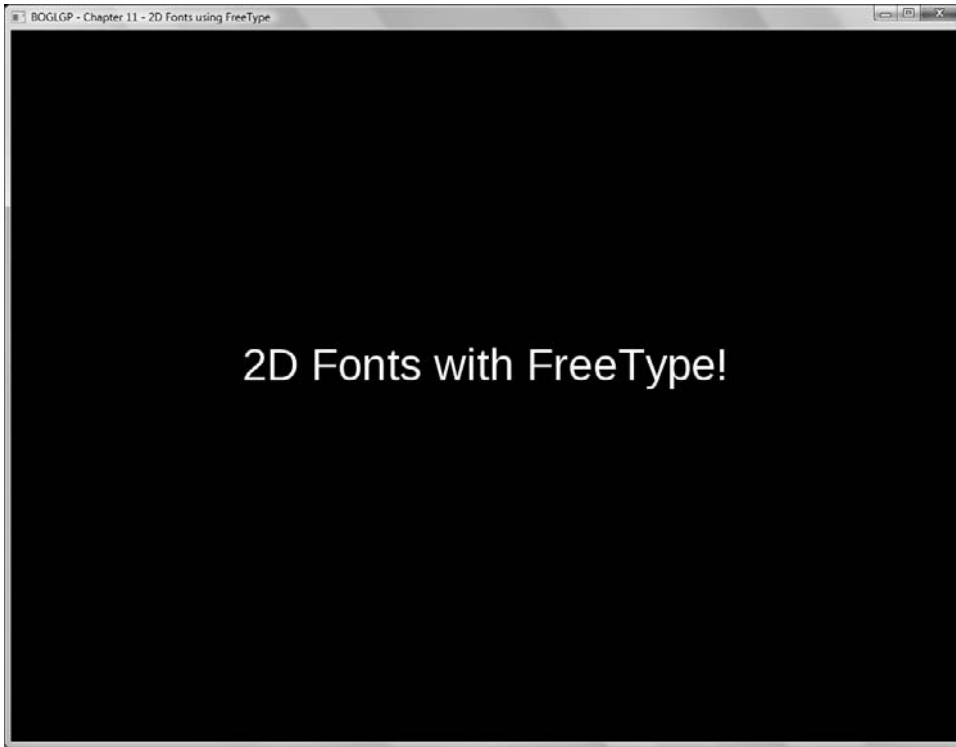 BOGLGP - Chapter 11 - 2D Fonts using FreeType
2D Fonts with FreeType!